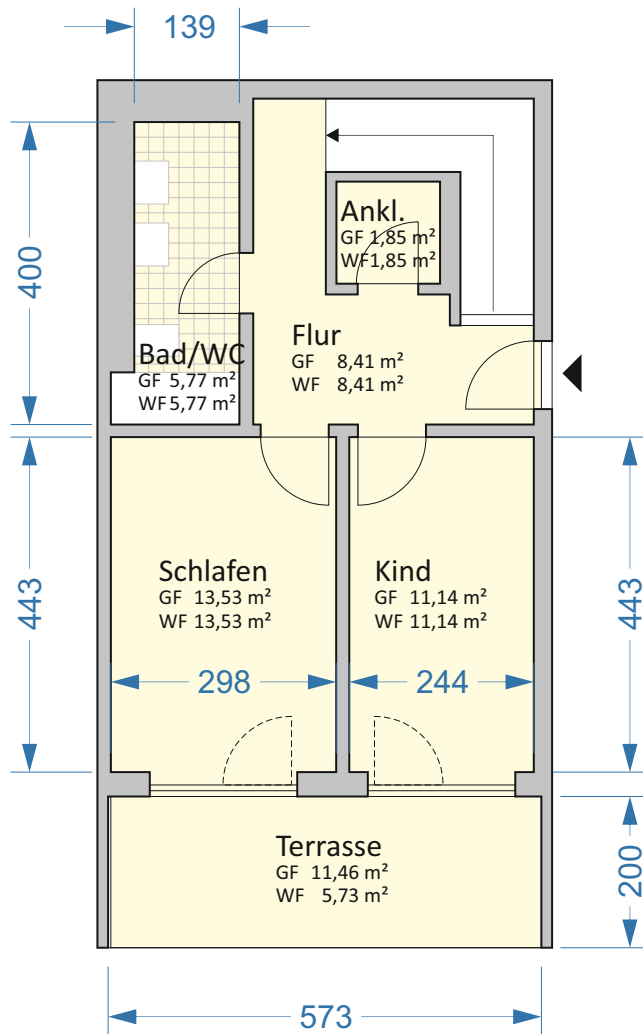 139
400
Ankl.
GF 1,85 m²
WF1,85 m²
Flur
GF 8,41 m²
WF 8,41 m²
Bad/WC
GF 5,77 m²
WF5,77 m²
443
Schlafen
GF 13,53 m²
WF 13,53 m²
298
Kind
GF 11,14 m²
WF 11,14 m²
244
443
Terrasse
GF 11,46 m²
WF 5,73 m²
200
573